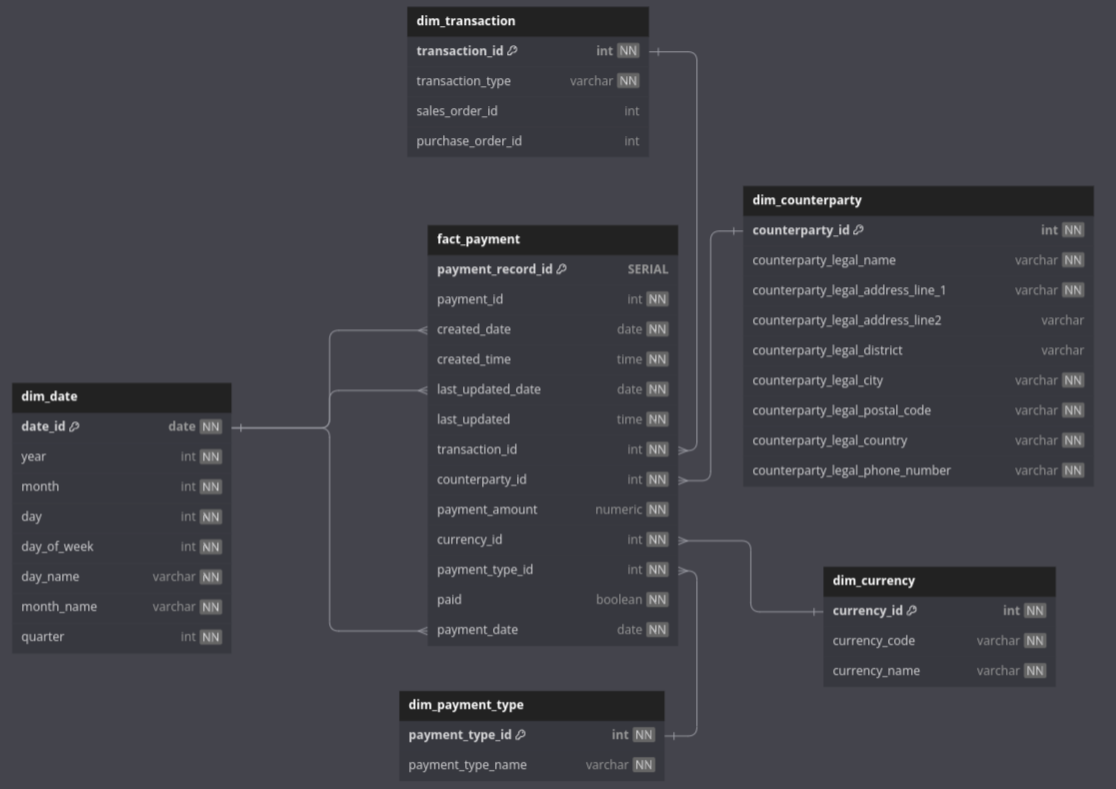 dim_transaction
transaction_id int NN
transaction_type varchar NN
sales_order_id int
purchase_order_id int
dim_counterparty
counterparty_id int NN
counterparty_legal_name varchar NN
counterparty_legal_address_line_1 varchar NN
counterparty_legal_address_line2 varchar
counterparty_legal_district varchar
counterparty_legal_city varchar NN
counterparty_legal_postal_code varchar NN
counterparty_legal_country varchar NN
counterparty_legal_phone_number varchar NN
fact_payment
payment_record_id SERIAL
payment_id int NN
created_date date NN
created_time time NN
last_updated_date date NN
last_updated time NN
transaction_id int NN
counterparty_id int NN
payment_amount numeric NN
currency_id int NN
payment_type_id int NN
paid boolean NN
payment_date date NN
dim_date
date_id date NN
year int NN
month int NN
day int NN
day_of_week int NN
day_name varchar NN
month_name varchar NN
quarter int NN
dim_currency
currency_id int NN
currency_code varchar NN
currency_name varchar NN
dim_payment_type
payment_type_id int NN
payment_type_name varchar NN